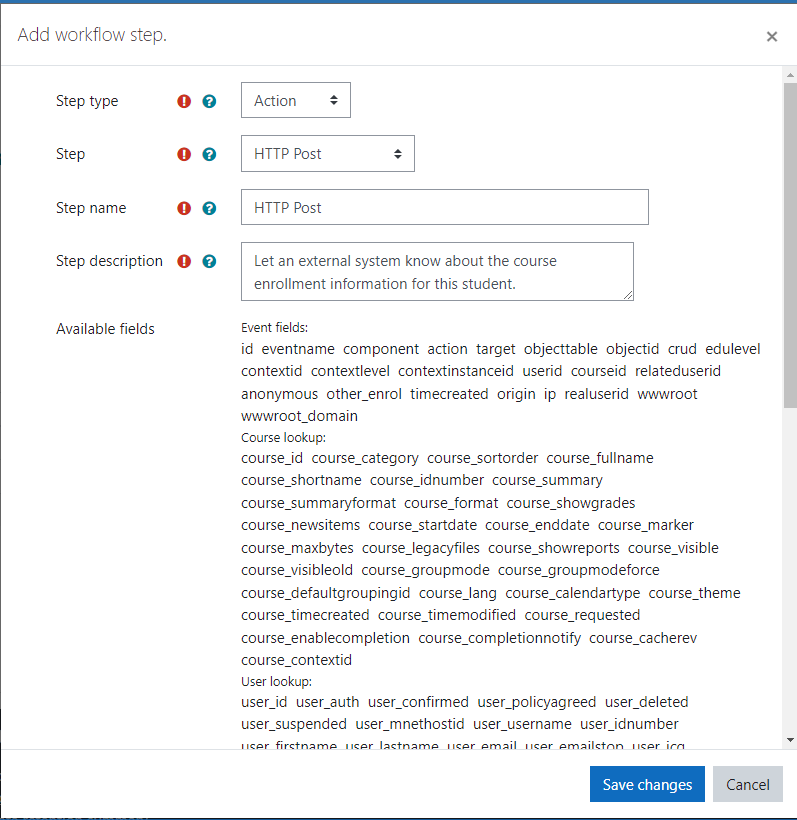 Add workflow step.
×
Step type
Action
Step
HTTP Post
Step name
HTTP Post
Step description
Let an external system know about the course
enrollment information for this student.
Available fields
Event fields:
id eventname component action target objecttable objectid crud edulevel
contextid contextlevel contextinstanceid userid courseid relateduserid
anonymous other_enrol timecreated origin ip realuserid wwwroot
wwwroot_domain
Course lookup:
course_id course_category course_sortorder course_fullname
course_shortname course_idnumber course_summary
course_summaryformat course_format course_showgrades
course_newsitems course_startdate course_enddate course_marker
course_maxbytes course_legacyfiles course_showreports course_visible
course_visibleold course_groupmode course_groupmodeforce
course_defaultgroupingid course_lang course_calendartype course_theme
course_timecreated course_timemodified course_requested
course_enablecompletion course_completionnotify course_cacherev
course_contextid
User lookup:
user_id user_auth user_confirmed user_policyagreed user_deleted
user_suspended user_mnethostid user_username user_idnumber
user_firstname user_lastname user_email user_emailstop user_icq
Save changes
Cancel